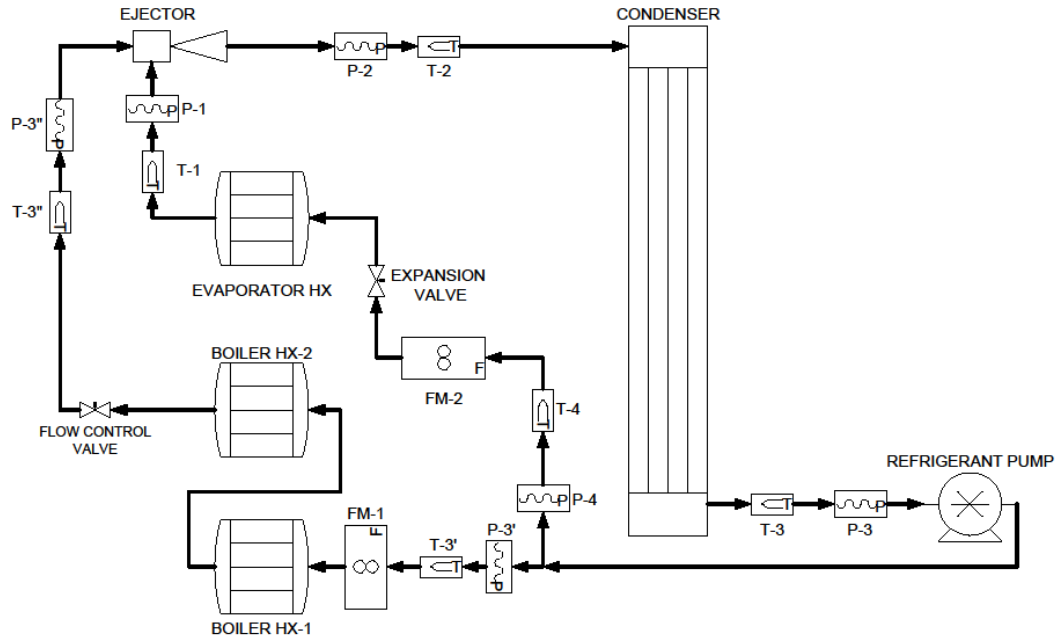 EJECTOR
CONDENSER
P
P-2
T
T-2
P
P-1
P
P-3"
T
T-1
T
T-3"
EVAPORATOR HX
EXPANSION
VALVE
BOILER HX-2
F
FM-2
T
T-4
FLOW CONTROL
VALVE
REFRIGERANT PUMP
P
P-4
T
T-3
P
P-3
FM-1
F
T-3'
T
P-3'
P
BOILER HX-1